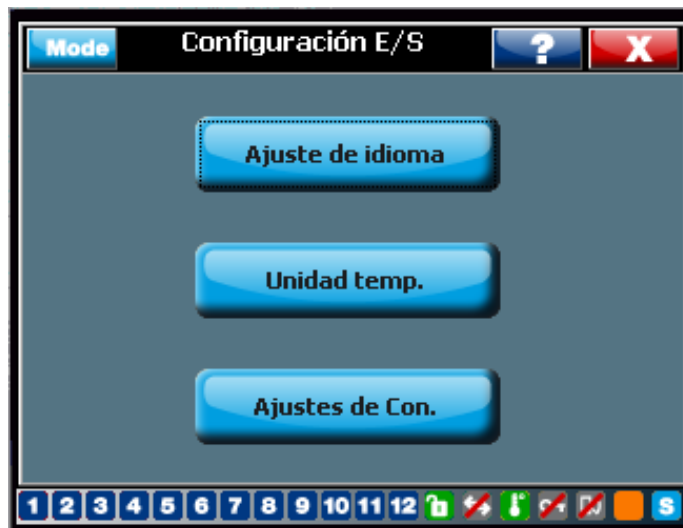 Mode Configuración E/S ? X
Ajuste de idioma
Unidad temp.
Ajustes de Con.
1 2 3 4 5 6 7 8 9 10 11 12 S